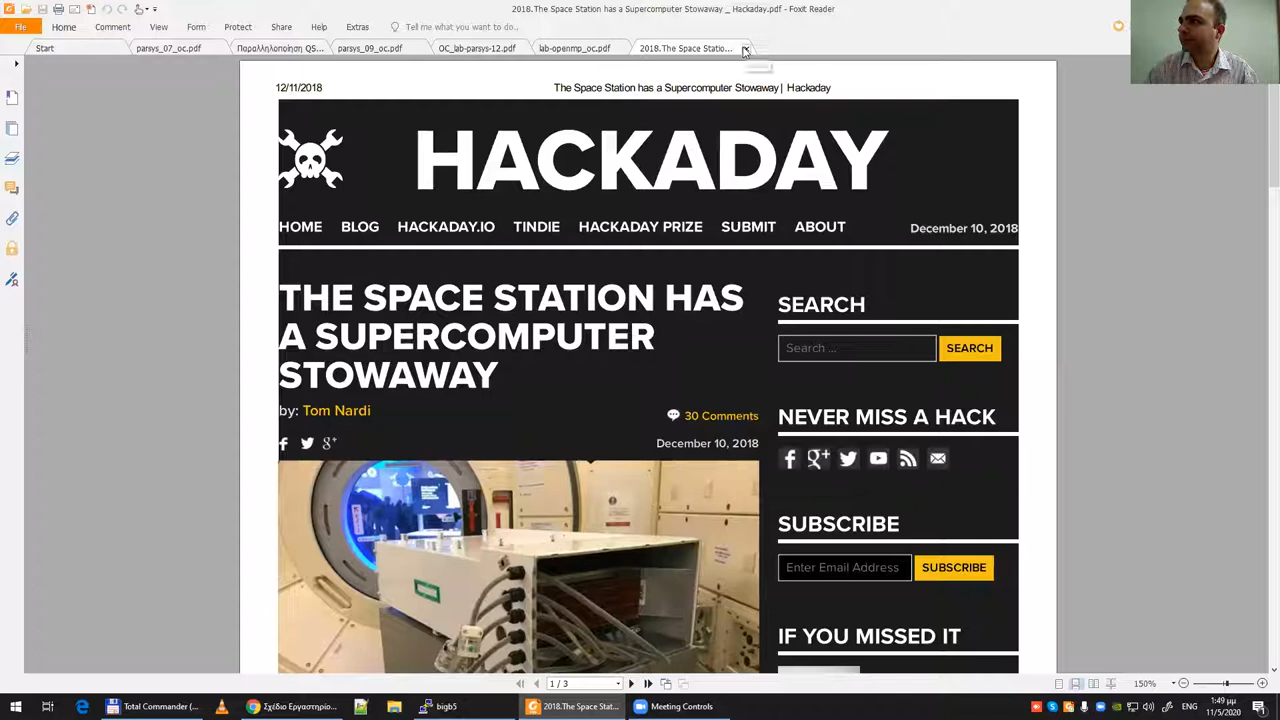 2018.The Space Station has a Supercomputer Stowaway _ Hackaday.pdf - Foxit Reader
File Home Comment View Form Protect Share Help Extras Tell me what you want to do...
Start parsys_07_oc.pdf Παραλληλοποίηση QS... parsys_09_oc.pdf OC_lab-parsys-12.pdf lab-openmp_oc.pdf 2018.The Space Statio...
12/11/2018 The Space Station has a Supercomputer Stowaway | Hackaday
HACKADAY
HOME BLOG HACKADAY.IO TINDIE HACKADAY PRIZE SUBMIT ABOUT December 10, 2018
THE SPACE STATION HAS
A SUPERCOMPUTER
STOWAWAY
by: Tom Nardi 30 Comments
December 10, 2018
SEARCH
Search ... SEARCH
NEVER MISS A HACK
SUBSCRIBE
Enter Email Address SUBSCRIBE
IF YOU MISSED IT
1 / 3 150%
Total Commander (... Σχέδιο Εργαστηρίο... bigb5 2018.The Space Stat... Meeting Controls
1:49 μμ
11/5/2020